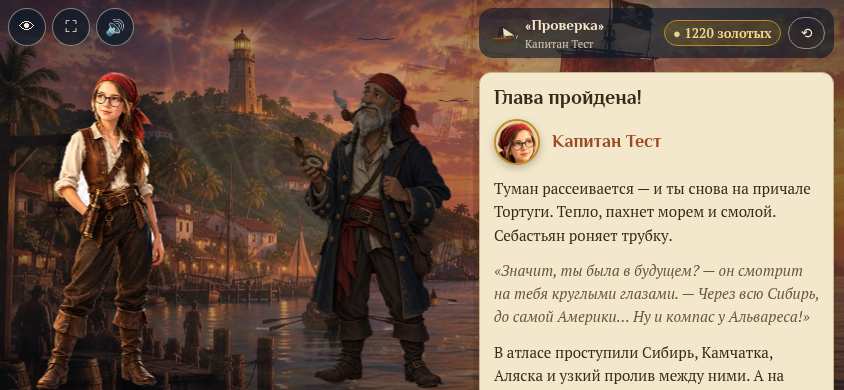 «Проверка»
Капитан Тест
1220 золотых
Глава пройдена!
Капитан Тест
Туман рассеивается — и ты снова на причале
Тортуги. Тепло, пахнет морем и смолой.
Себастьян роняет трубку.
«Значит, ты была в будущем? — он смотрит
на тебя круглыми глазами. — Через всю Сибирь,
до самой Америки… Ну и компас у Альвареса!»
В атласе проступили Сибирь, Камчатка,
Аляска и узкий пролив между ними. А на